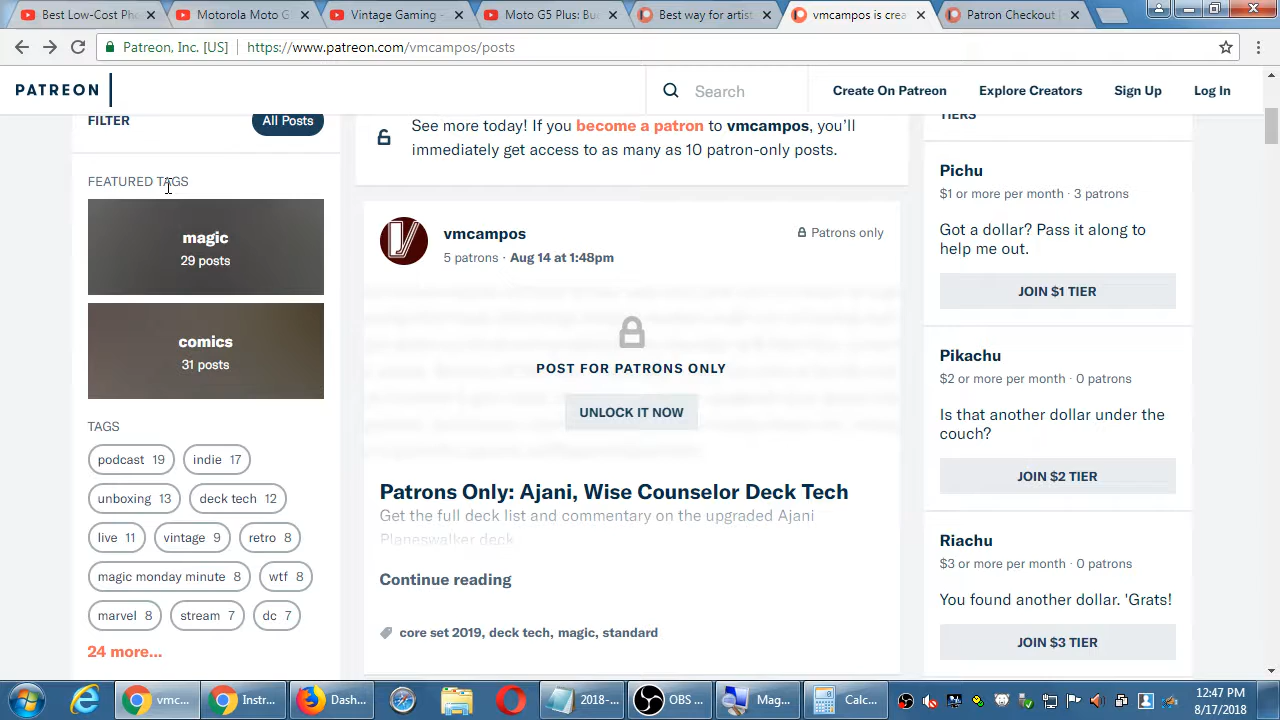 Best Low-Cost Ph
Motorola Moto G
Vintage Gaming -
Moto E5 Plus: Bu
Best way for artist
vmcampos is crea
Patron Checkout
Patreon, Inc. [US]
https://www.patreon.com/vmcampos/posts
PATREON
Search
Create On Patreon
Explore Creators
Sign Up
Log In
FILTER
All Posts
FEATURED TAGS
magic
29 posts
comics
31 posts
TAGS
podcast 19
indie 17
unboxing 13
deck tech 12
live 11
vintage 9
retro 8
magic monday minute 8
wtf 8
marvel 8
stream 7
dc 7
24 more...
See more today! If you become a patron to vmcampos, you'll
immediately get access to as many as 10 patron-only posts.
vmcampos
5 patrons · Aug 14 at 1:48pm
Patrons only
POST FOR PATRONS ONLY
UNLOCK IT NOW
Patrons Only: Ajani, Wise Counselor Deck Tech
Get the full deck list and commentary on the upgraded Ajani
Planeswalker deck
Continue reading
core set 2019, deck tech, magic, standard
TIERS
Pichu
$1 or more per month · 3 patrons
Got a dollar? Pass it along to
help me out.
JOIN $1 TIER
Pikachu
$2 or more per month · 0 patrons
Is that another dollar under the
couch?
JOIN $2 TIER
Riachu
$3 or more per month · 0 patrons
You found another dollar. 'Grats!
JOIN $3 TIER
vmc...
Instr...
Dash...
2018-...
OBS ...
Mag...
Calc...
12:47 PM
8/17/2018